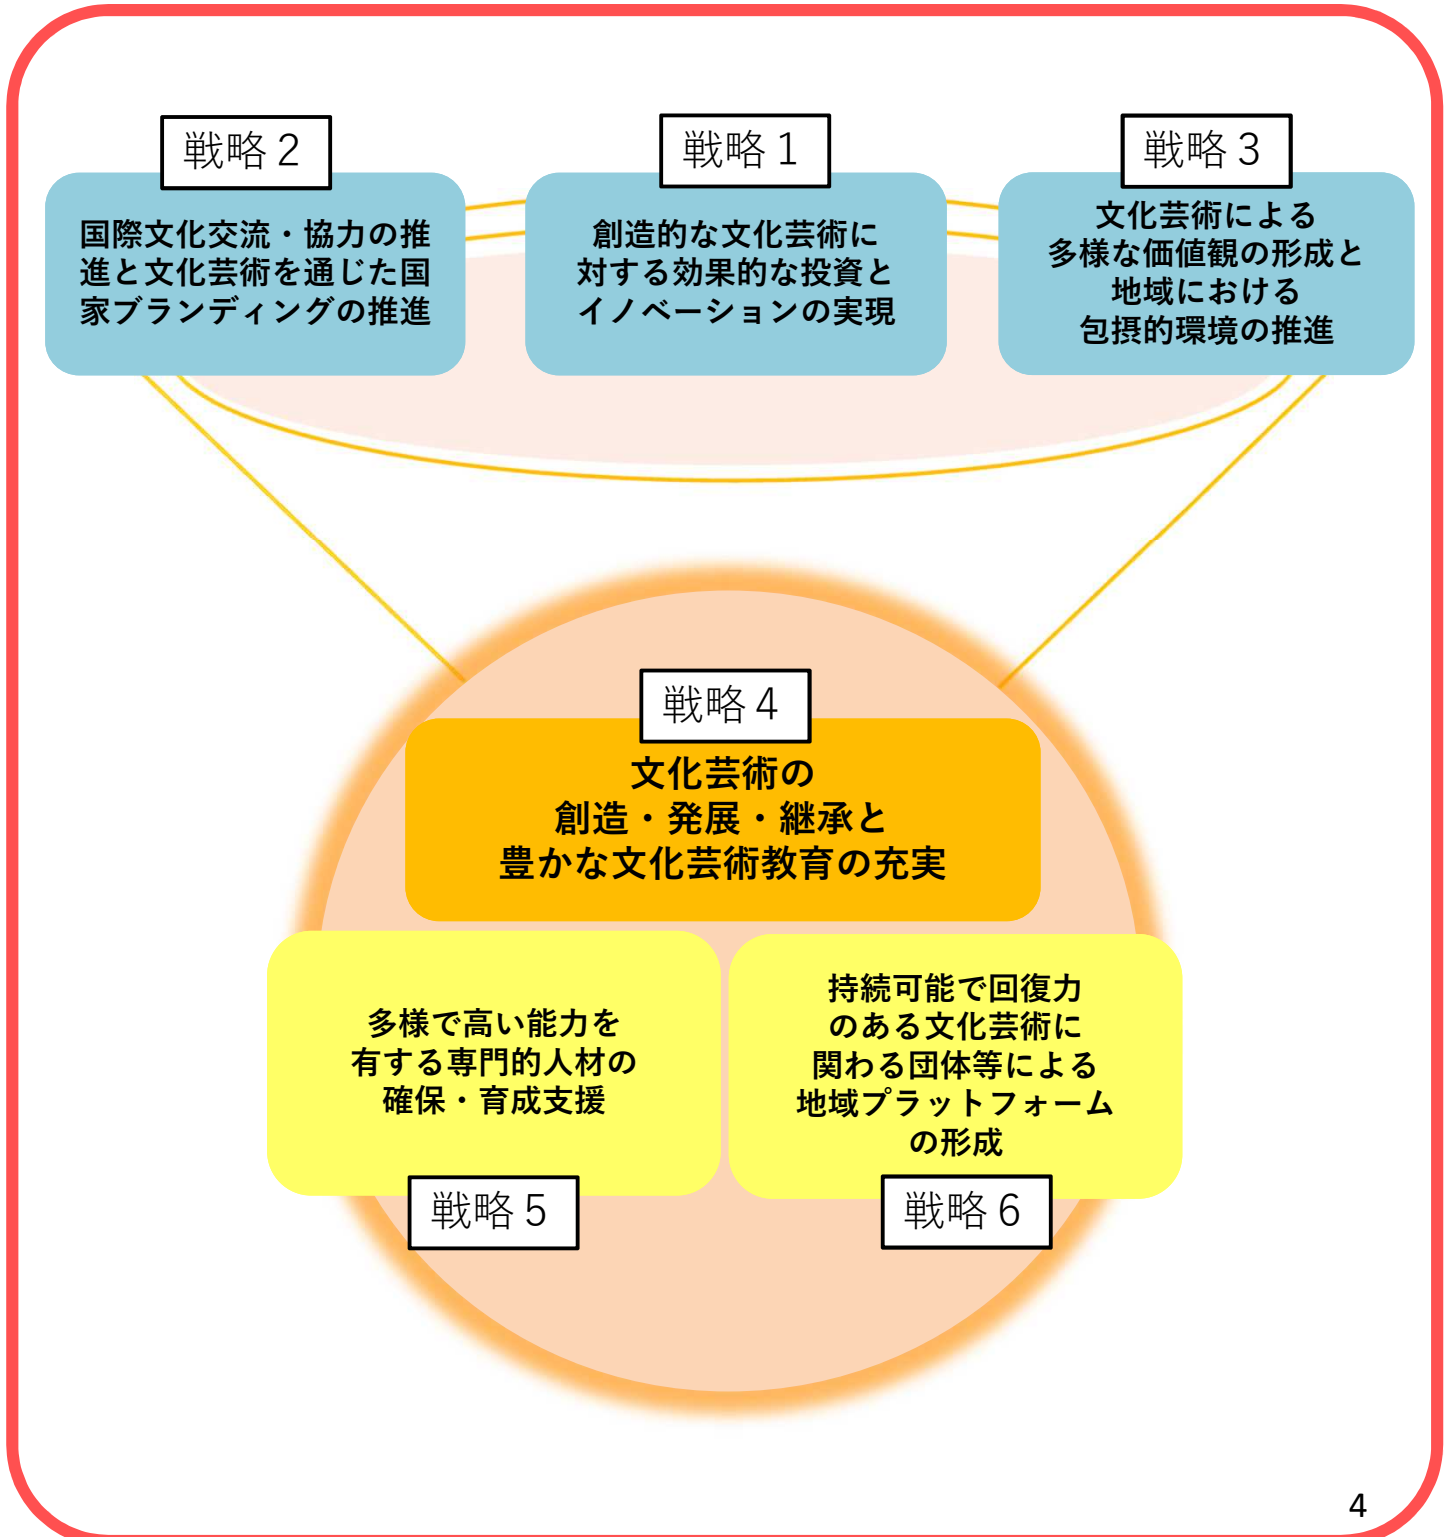 戦略２
国際文化交流・協力の推
進と文化芸術を通じた国
家ブランディングの推進
戦略１
創造的な文化芸術に
対する効果的な投資と
イノベーションの実現
戦略３
文化芸術による
多様な価値観の形成と
地域における
包摂的環境の推進
戦略４
文化芸術の
創造・発展・継承と
豊かな文化芸術教育の充実
多様で高い能力を
有する専門的人材の
確保・育成支援
戦略５
持続可能で回復力
のある文化芸術に
関わる団体等による
地域プラットフォーム
の形成
戦略６
4